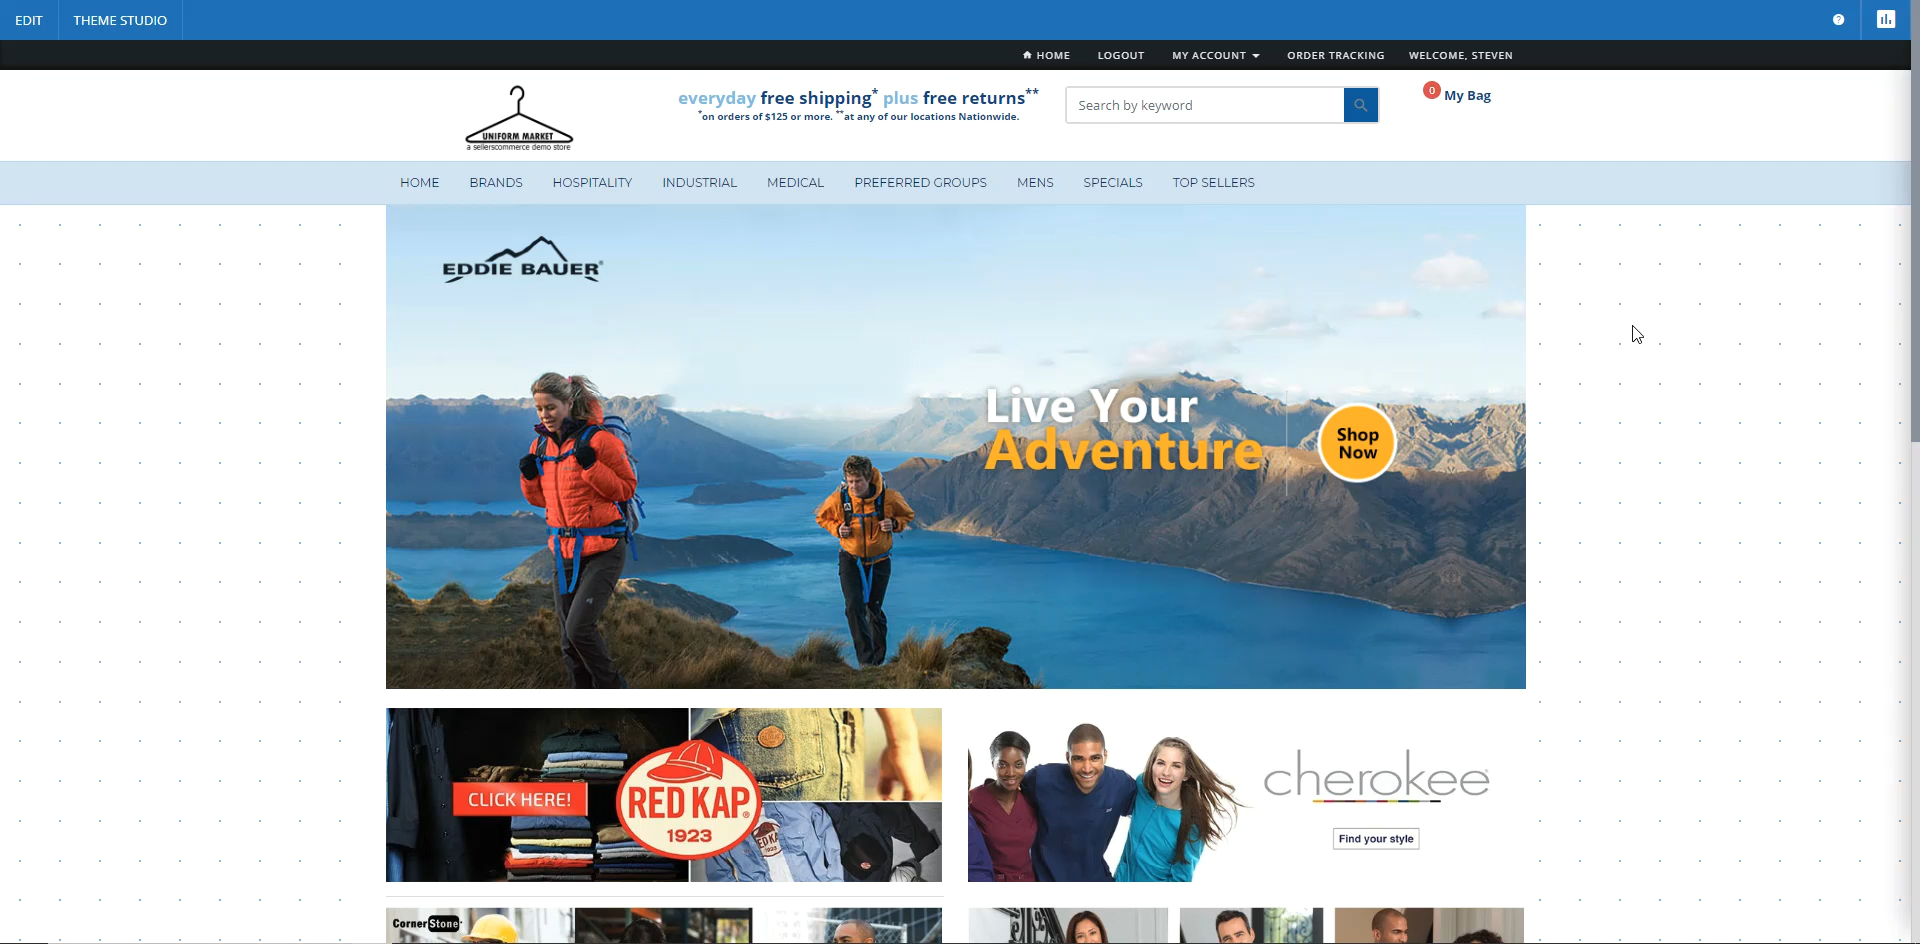 EDIT
THEME STUDIO
HOME
LOGOUT
MY ACCOUNT
ORDER TRACKING
WELCOME, STEVEN
UNIFORM MARKET
a sellerscommerce demo store
everyday free shipping* plus free returns**
*on orders of $125 or more. **at any of our locations Nationwide.
Search by keyword
0 My Bag
HOME
BRANDS
HOSPITALITY
INDUSTRIAL
MEDICAL
PREFERRED GROUPS
MENS
SPECIALS
TOP SELLERS
EDDIE BAUER®
Live Your
Adventure
Shop
Now
CLICK HERE!
RED KAP®
1923
cherokee®
Find your style
CornerStone